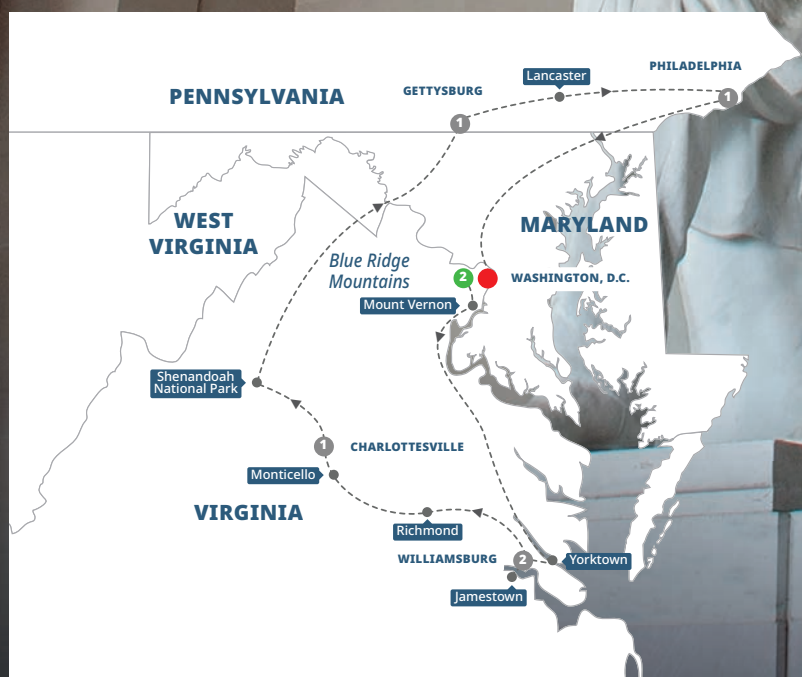 PHILADELPHIA
Lancaster
GETTYSBURG
PENNSYLVANIA
1
1
WEST
VIRGINIA
MARYLAND
Blue Ridge
Mountains
2
WASHINGTON, D.C.
Mount Vernon
Shenandoah
National Park
1
CHARLOTTESVILLE
Monticello
VIRGINIA
Richmond
WILLIAMSBURG
2
Yorktown
Jamestown